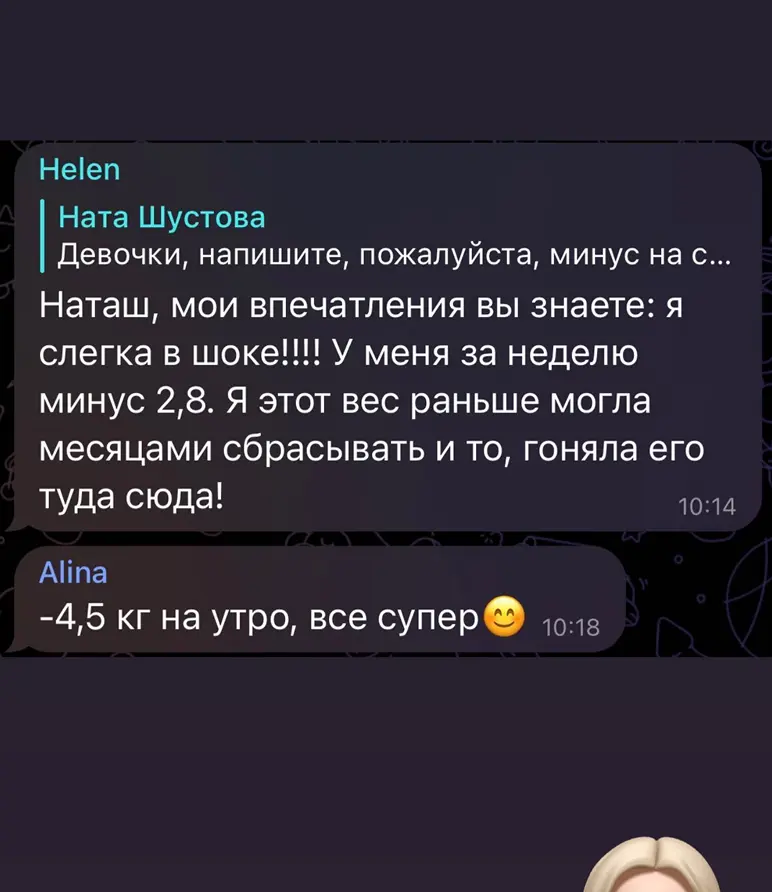 Helen
Ната Шустова
Девочки, напишите, пожалуйста, минус на с...
Наташ, мои впечатления вы знаете: я
слегка в шоке!!!! У меня за неделю
минус 2,8. Я этот вес раньше могла
месяцами сбрасывать и то, гоняла его
туда сюда!
10:14
Alina
-4,5 кг на утро, все супер😊
10:18